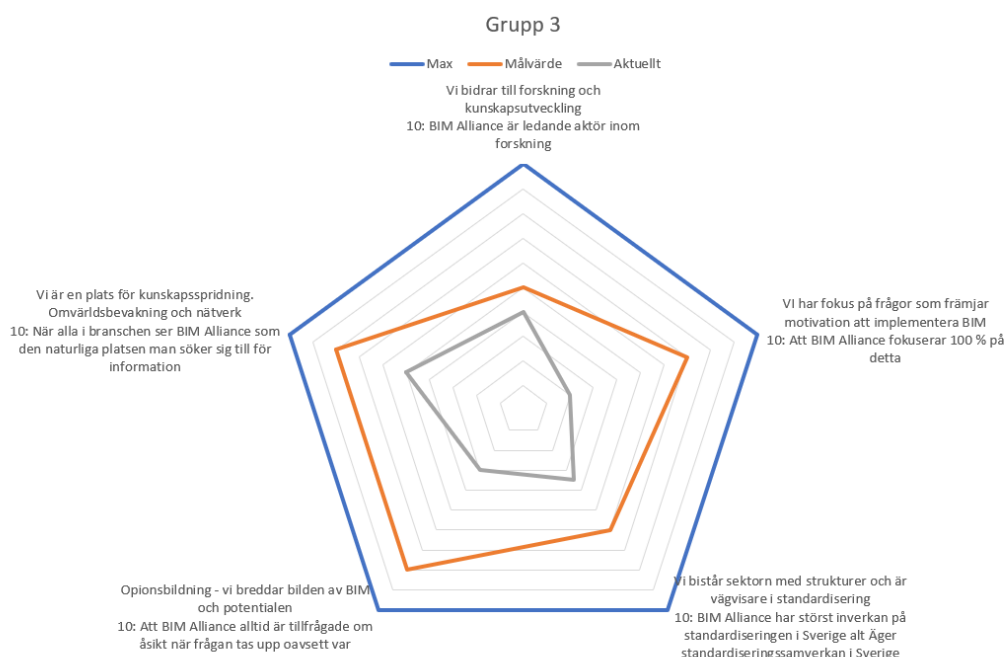 Grupp 3
Max
Målvärde
Aktuellt
Vi bidrar till forskning och
kunskapsutveckling
10: BIM Alliance är ledande aktör inom
forskning
VI har fokus på frågor som främjar
motivation att implementera BIM
10: Att BIM Alliance fokuserar 100 % på
detta
Vi bistår sektorn med strukturer och är
vägvisare i standardisering
10: BIM Alliance har störst inverkan på
standardiseringen i Sverige alt Äger
standardiseringssamverkan i Sverige
Opionsbildning - vi breddar bilden av BIM
och potentialen
10: Att BIM Alliance alltid är tillfrågade om
åsikt när frågan tas upp oavsett var
Vi är en plats för kunskapsspridning.
Omvärldsbevakning och nätverk
10: När alla i branschen ser BIM Alliance som
den naturliga platsen man söker sig till för
information